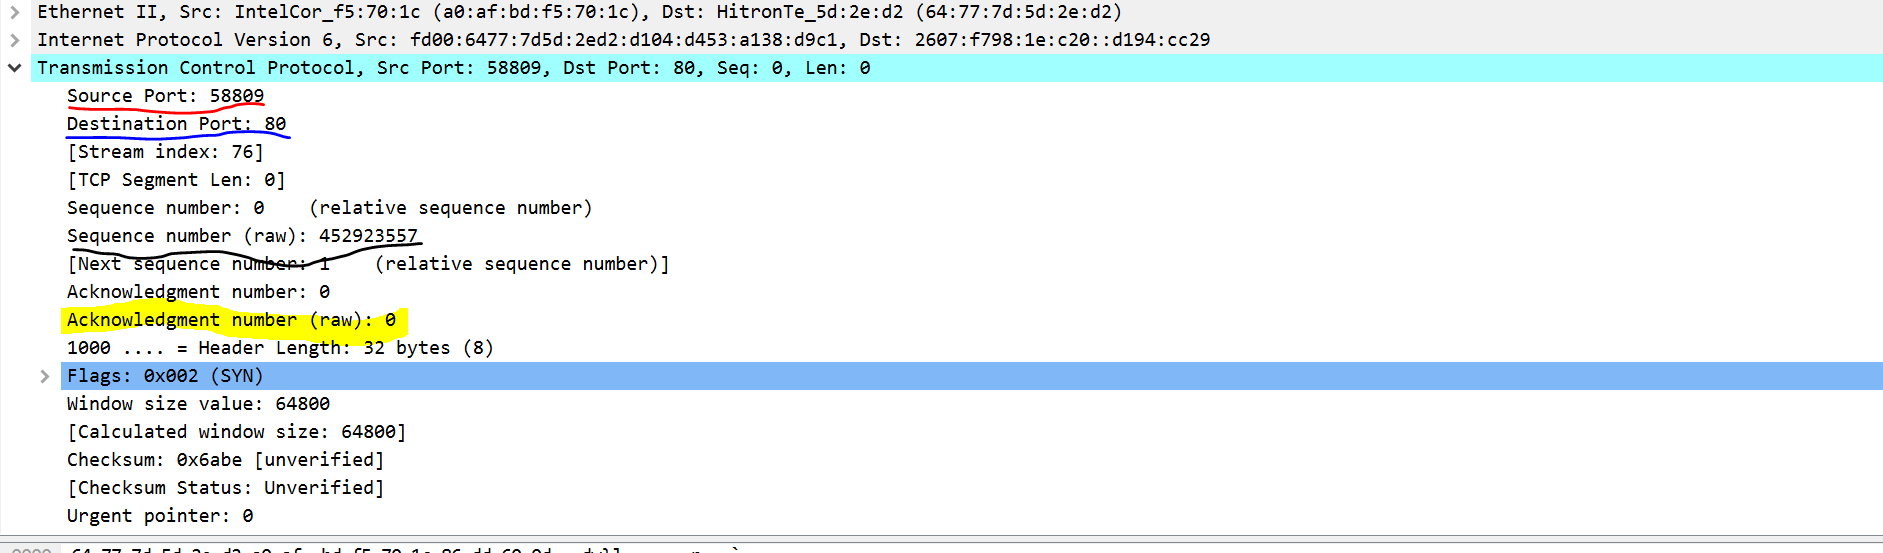 Ethernet II, Src: IntelCor_f5:70:1c (a0:af:bd:f5:70:1c), Dst: HitronTe_5d:2e:d2 (64:77:7d:5d:2e:d2)
Internet Protocol Version 6, Src: fd00:6477:7d5d:2ed2:d104:d453:a138:d9c1, Dst: 2607:f798:1e:c20::d194:cc29
Transmission Control Protocol, Src Port: 58809, Dst Port: 80, Seq: 0, Len: 0
Source Port: 58809
Destination Port: 80
[Stream index: 76]
[TCP Segment Len: 0]
Sequence number: 0    (relative sequence number)
Sequence number (raw): 452923557
[Next sequence number: 1    (relative sequence number)]
Acknowledgment number: 0
Acknowledgment number (raw): 0
1000 .... = Header Length: 32 bytes (8)
Flags: 0x002 (SYN)
Window size value: 64800
[Calculated window size: 64800]
Checksum: 0x6abe [unverified]
[Checksum Status: Unverified]
Urgent pointer: 0